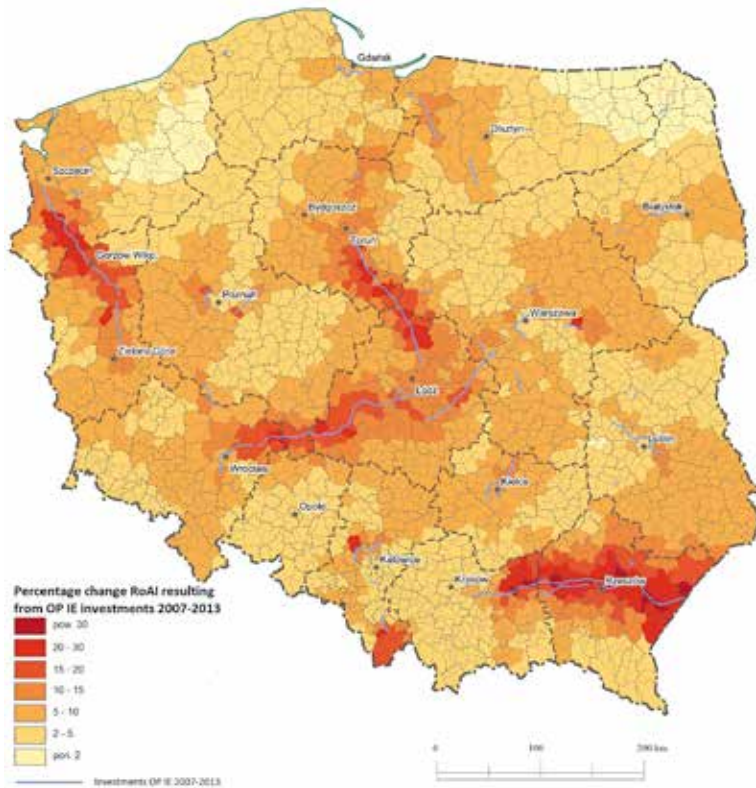 Gdańsk
Olsztyn
Szczecin
Białystok
Bydgoszcz
Toruń
Gorzów Wlkp.
Poznań
Warszawa
Zielona Góra
Łódź
Lublin
Wrocław
Kielce
Opole
Katowice
Kraków
Rzeszów
Percentage change RoAI resulting
from OP IE investments 2007-2013
pow. 30
20 - 30
15 - 20
10 - 15
5 - 10
2 - 5
pon. 2
Investments OP IE 2007-2013
0 100 200 km